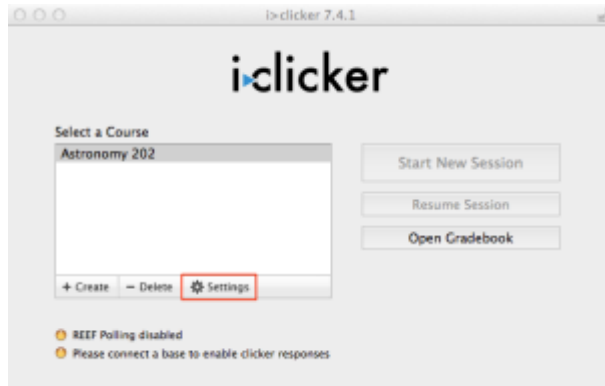 i>clicker 7.4.1
i>clicker
Select a Course
Astronomy 202
Start New Session
Resume Session
Open Gradebook
+ Create
− Delete
Settings
REEF Polling disabled
Please connect a base to enable clicker responses